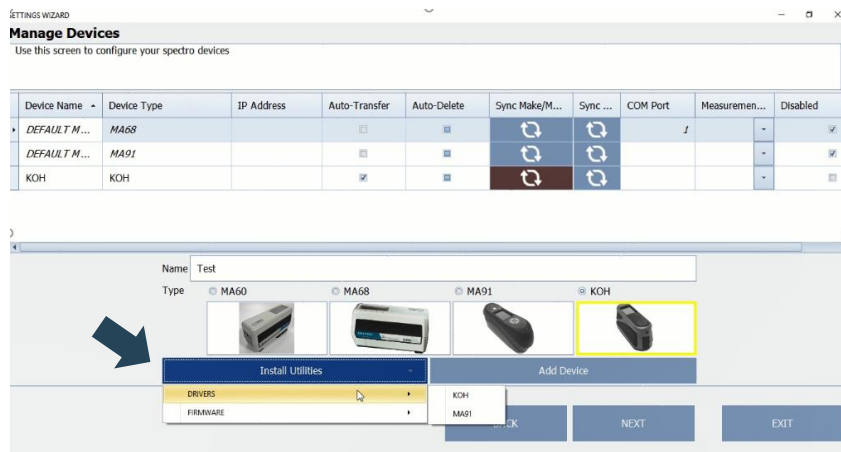 SETTINGS WIZARD
Manage Devices
Use this screen to configure your spectro devices
Device Name Device Type IP Address Auto-Transfer Auto-Delete Sync Make/M... Sync ... COM Port Measuremen... Disabled
DEFAULT M... MA68 1
DEFAULT M... MA91
KOH KOH
Name Test
Type MA60 MA68 MA91 KOH
Install Utilities Add Device
DRIVERS KOH
FIRMWARE MA91
BACK NEXT EXIT